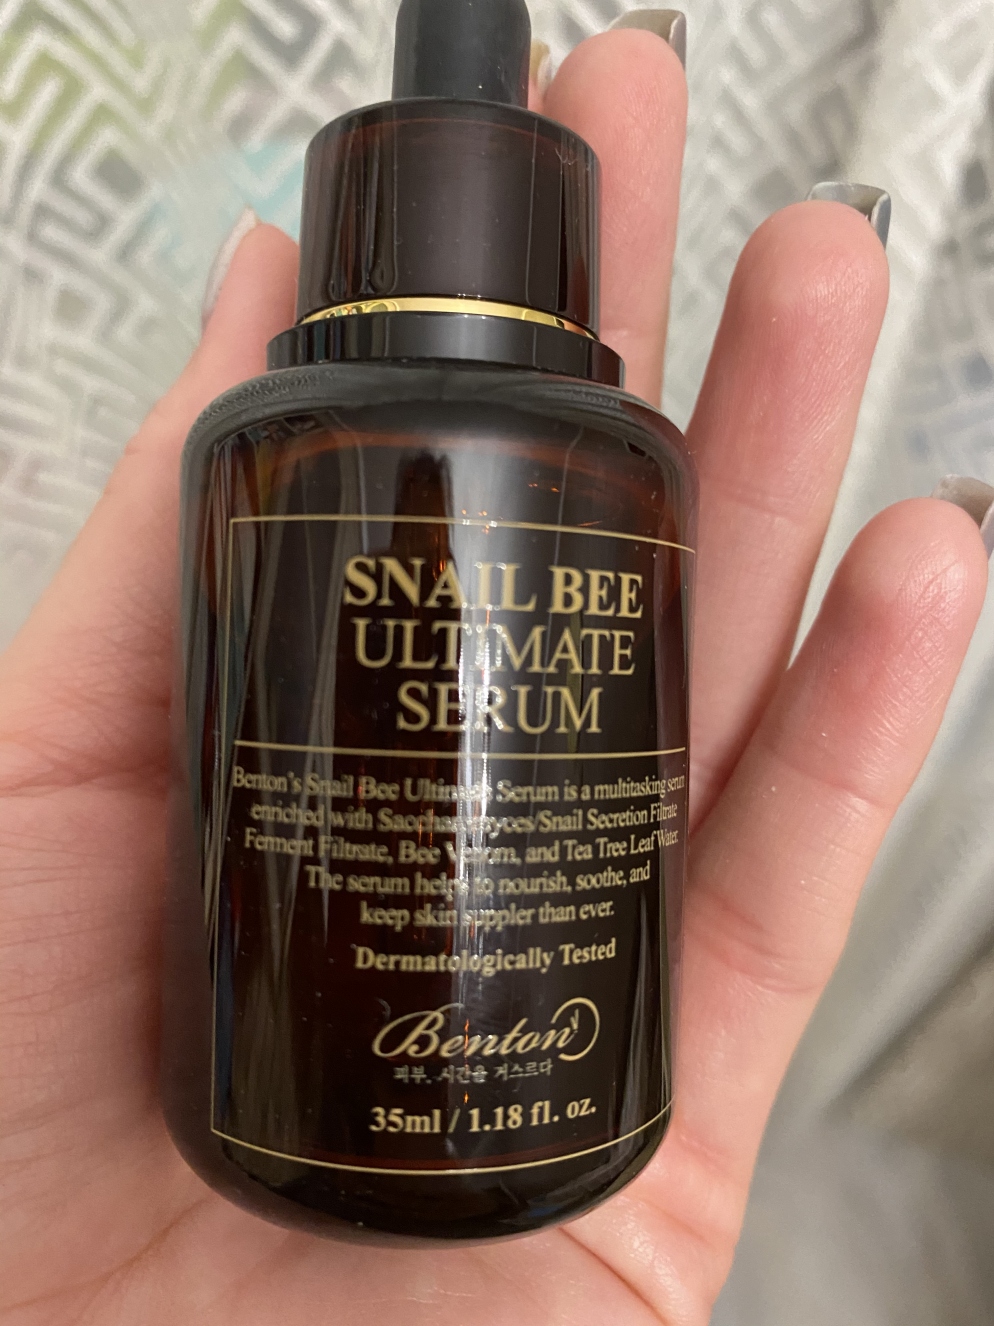 SNAIL BEE
ULTIMATE
SERUM
Benton's Snail Bee Ultimate Serum is a multitasking serum
enriched with Saccharomyces/Snail Secretion Filtrate
Ferment Filtrate, Bee Venom, and Tea Tree Leaf Water.
The serum helps to nourish, soothe, and
keep skin suppler than ever.
Dermatologically Tested
Benton
피부, 시간을 거스르다
35ml / 1.18 fl. oz.